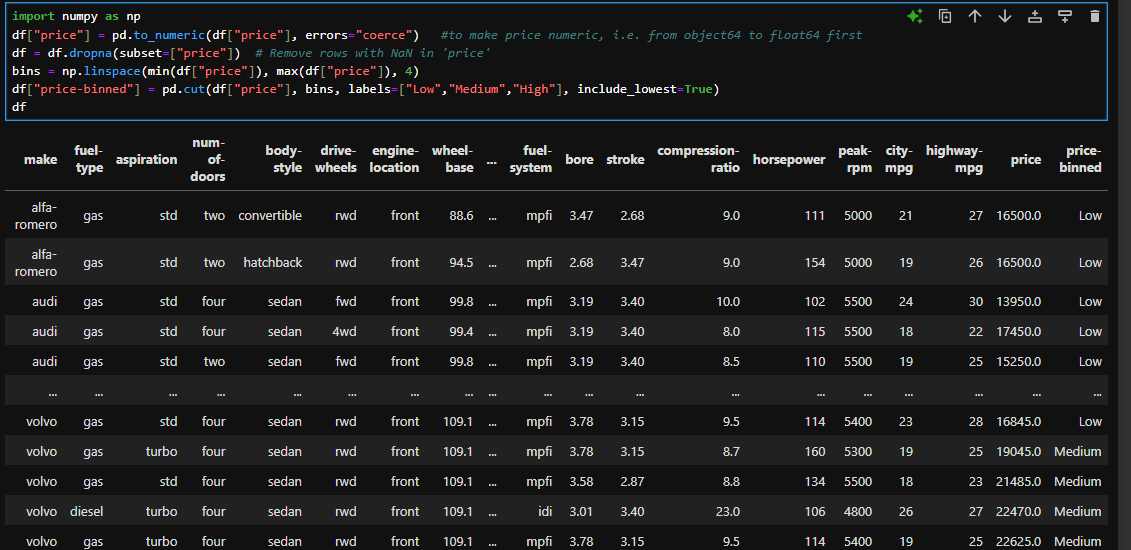 import numpy as np
df["price"] = pd.to_numeric(df["price"], errors="coerce")   #to make price numeric, i.e. from object64 to float64 first
df = df.dropna(subset=["price"])  # Remove rows with NaN in 'price'
bins = np.linspace(min(df["price"]), max(df["price"]), 4)
df["price-binned"] = pd.cut(df["price"], bins, labels=["Low","Medium","High"], include_lowest=True)
df
make fuel-type aspiration num-of-doors body-style drive-wheels engine-location wheel-base ... fuel-system bore stroke compression-ratio horsepower peak-rpm city-mpg highway-mpg price price-binned
alfa-romero gas std two convertible rwd front 88.6 ... mpfi 3.47 2.68 9.0 111 5000 21 27 16500.0 Low
alfa-romero gas std two hatchback rwd front 94.5 ... mpfi 2.68 3.47 9.0 154 5000 19 26 16500.0 Low
audi gas std four sedan fwd front 99.8 ... mpfi 3.19 3.40 10.0 102 5500 24 30 13950.0 Low
audi gas std four sedan 4wd front 99.4 ... mpfi 3.19 3.40 8.0 115 5500 18 22 17450.0 Low
audi gas std two sedan fwd front 99.8 ... mpfi 3.19 3.40 8.5 110 5500 19 25 15250.0 Low
... ... ... ... ... ... ... ... ... ... ... ... ... ... ... ... ... ... ...
volvo gas std four sedan rwd front 109.1 ... mpfi 3.78 3.15 9.5 114 5400 23 28 16845.0 Low
volvo gas turbo four sedan rwd front 109.1 ... mpfi 3.78 3.15 8.7 160 5300 19 25 19045.0 Medium
volvo gas std four sedan rwd front 109.1 ... mpfi 3.58 2.87 8.8 134 5500 18 23 21485.0 Medium
volvo diesel turbo four sedan rwd front 109.1 ... idi 3.01 3.40 23.0 106 4800 26 27 22470.0 Medium
volvo gas turbo four sedan rwd front 109.1 ... mpfi 3.78 3.15 9.5 114 5400 19 25 22625.0 Medium